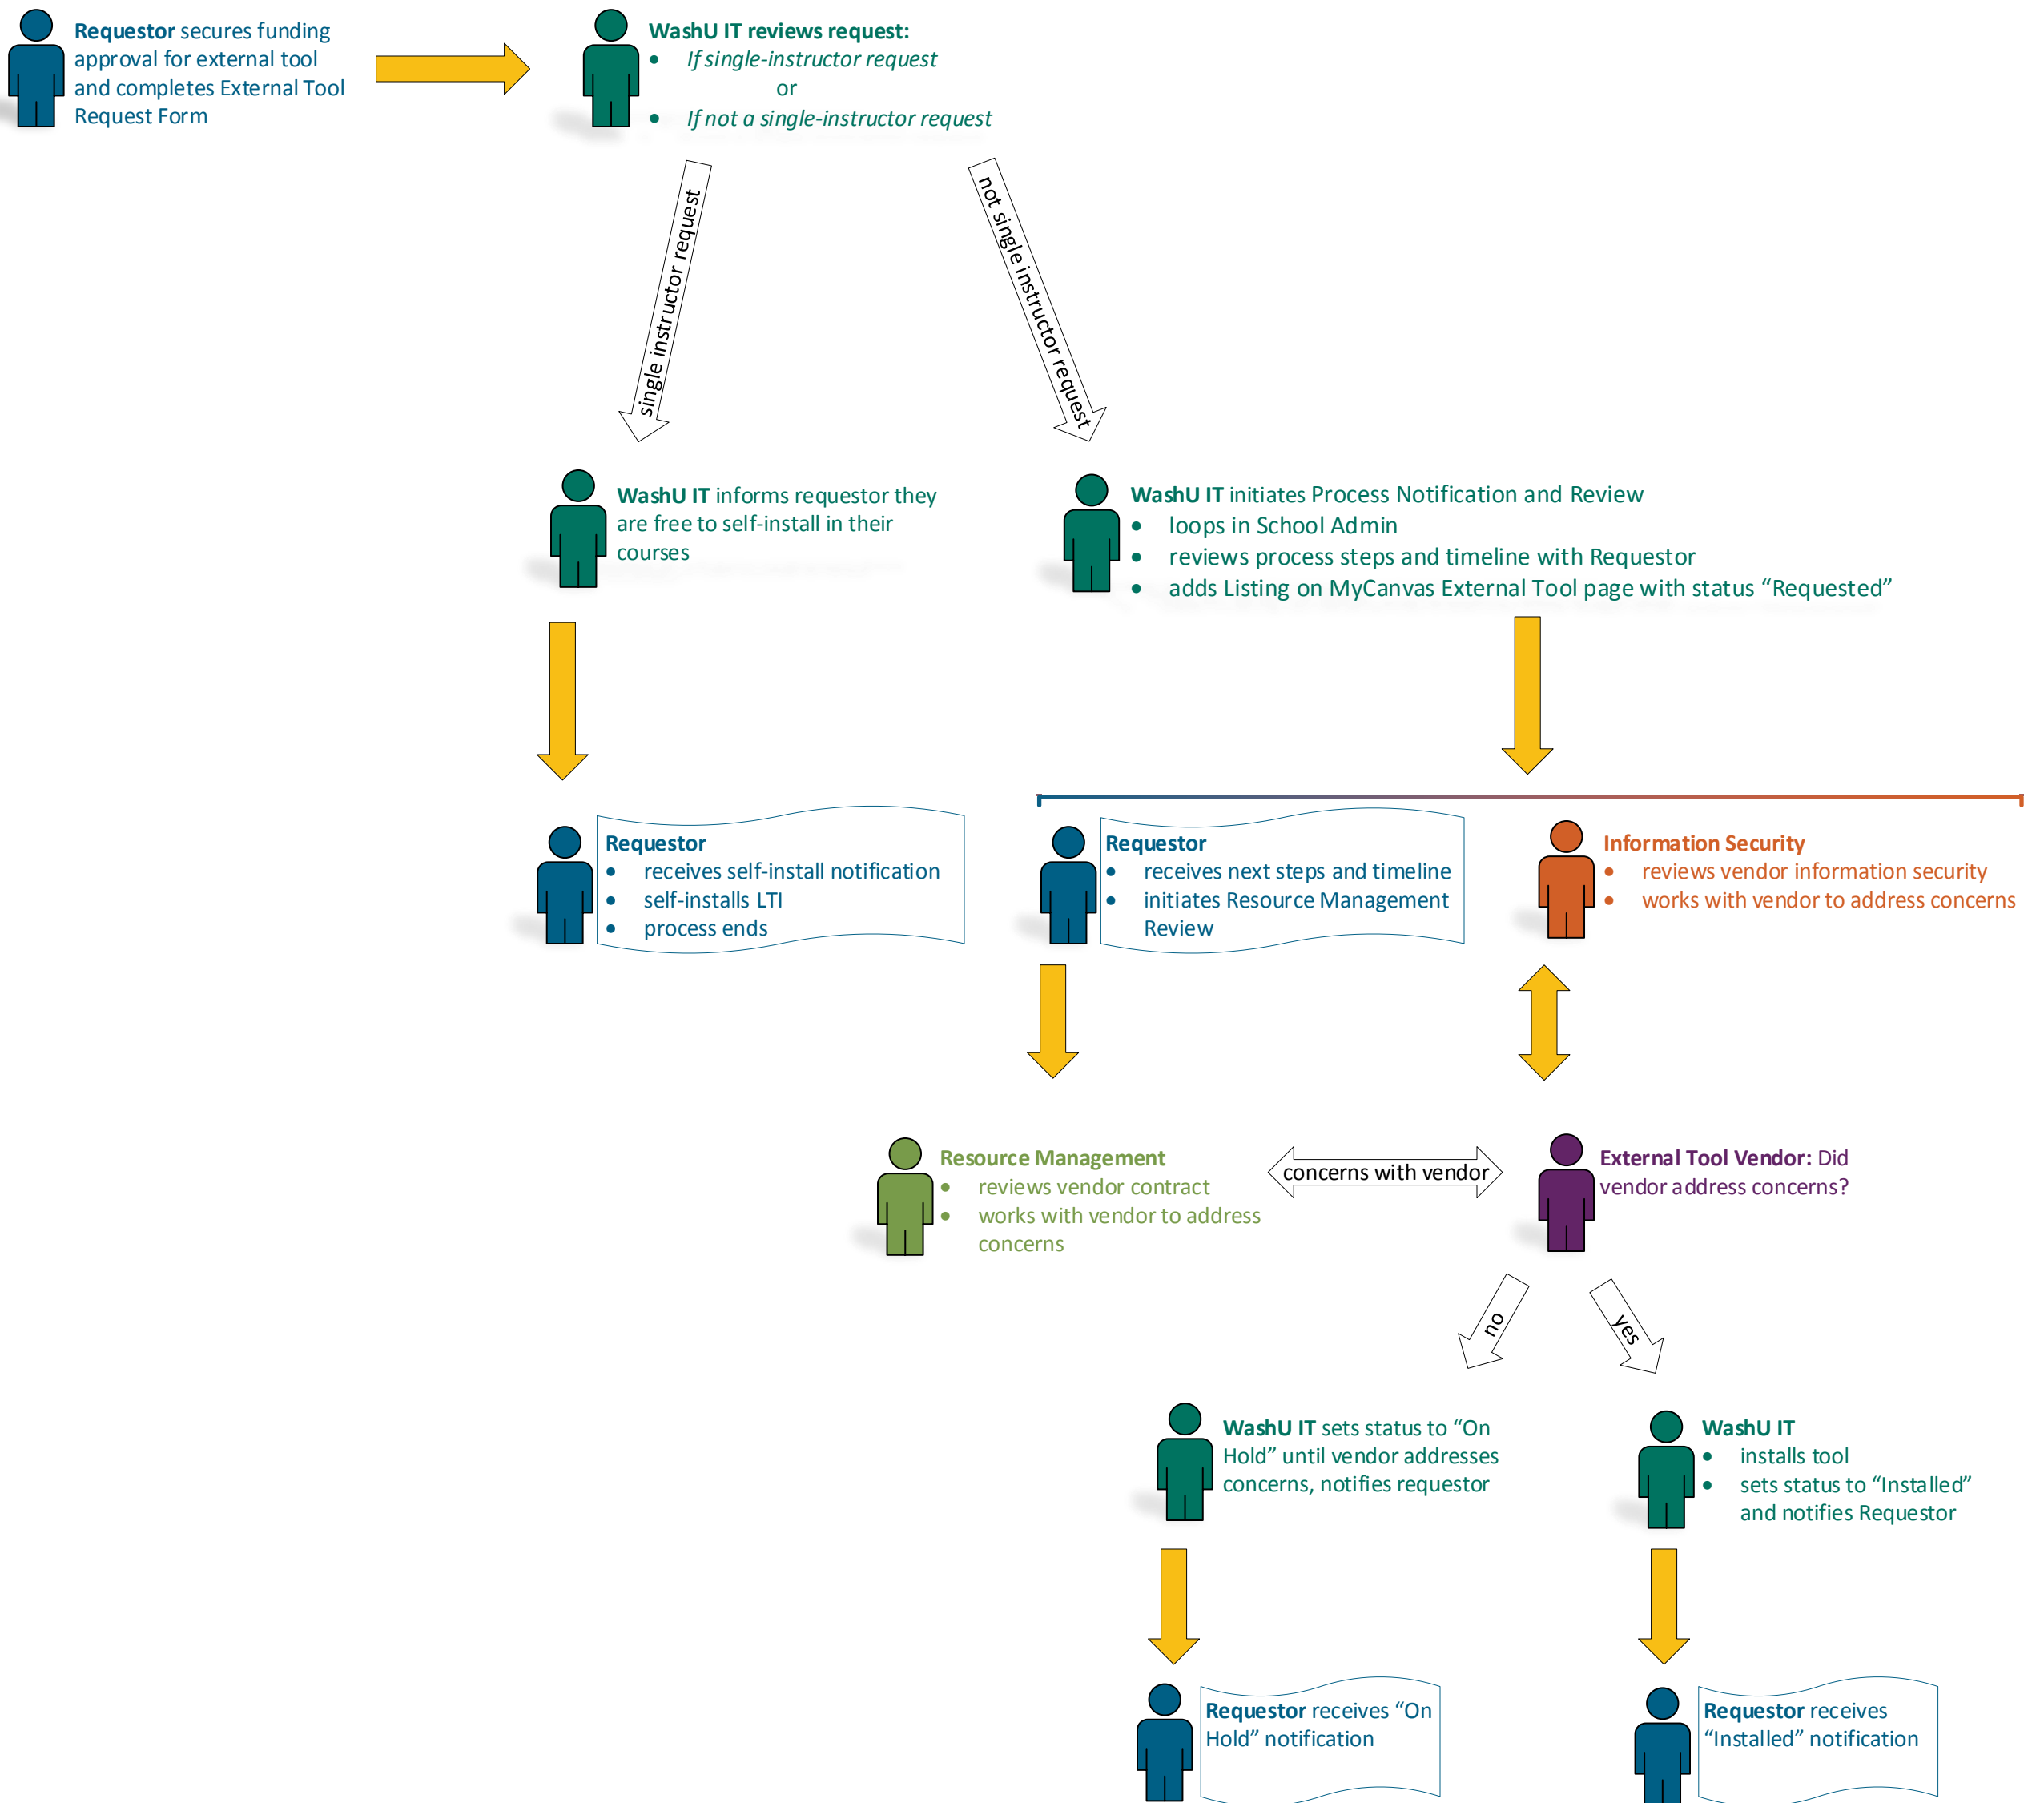 Requestor secures funding
approval for external tool
and completes External Tool
Request Form
WashU IT reviews request:
• If single-instructor request
or
• If not a single-instructor request
single instructor request
not single instructor request
WashU IT informs requestor they
are free to self-install in their
courses
WashU IT initiates Process Notification and Review
• loops in School Admin
• reviews process steps and timeline with Requestor
• adds Listing on MyCanvas External Tool page with status “Requested”
Requestor
• receives self-install notification
• self-installs LTI
• process ends
Requestor
• receives next steps and timeline
• initiates Resource Management
Review
Information Security
• reviews vendor information security
• works with vendor to address concerns
Resource Management
• reviews vendor contract
• works with vendor to address
concerns
concerns with vendor
External Tool Vendor: Did
vendor address concerns?
no
yes
WashU IT sets status to “On
Hold” until vendor addresses
concerns, notifies requestor
WashU IT
• installs tool
• sets status to “Installed”
and notifies Requestor
Requestor receives “On
Hold” notification
Requestor receives
“Installed” notification